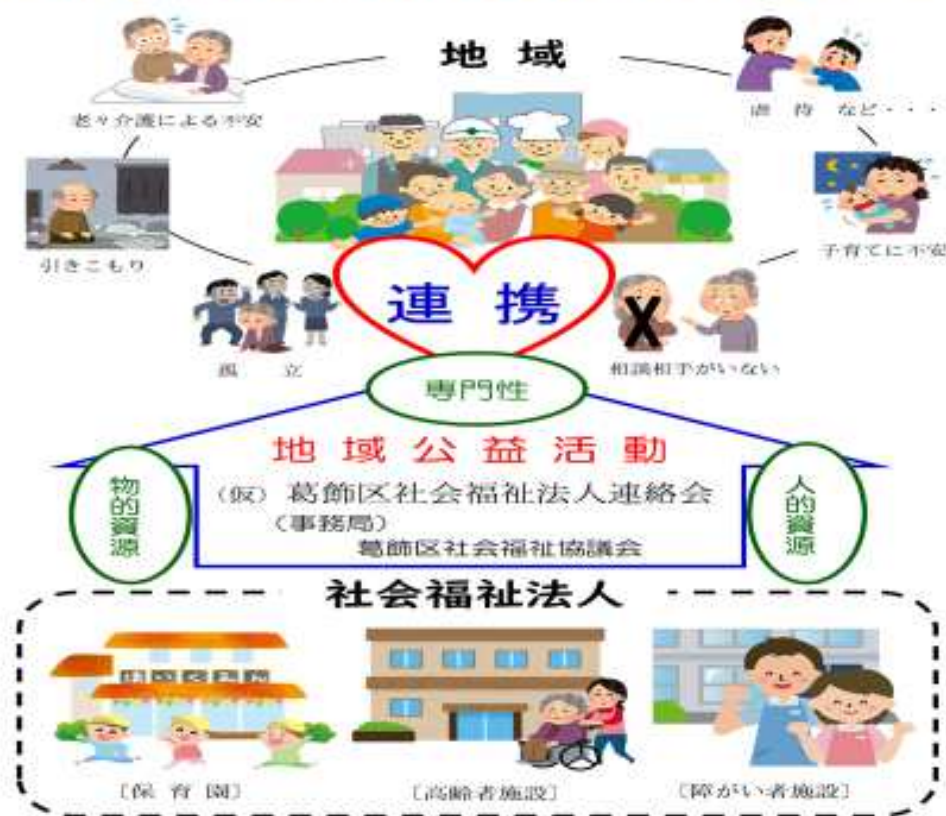 地域
老々介護による不安
虐待 など・・・
引きこもり
子育てに不安
連携
孤立
相談相手がいない
専門性
地域公益活動
物的資源
人的資源
（仮）葛飾区社会福祉法人連絡会
（事務局）
葛飾区社会福祉協議会
社会福祉法人
［保育園］
［高齢者施設］
［障がい者施設］